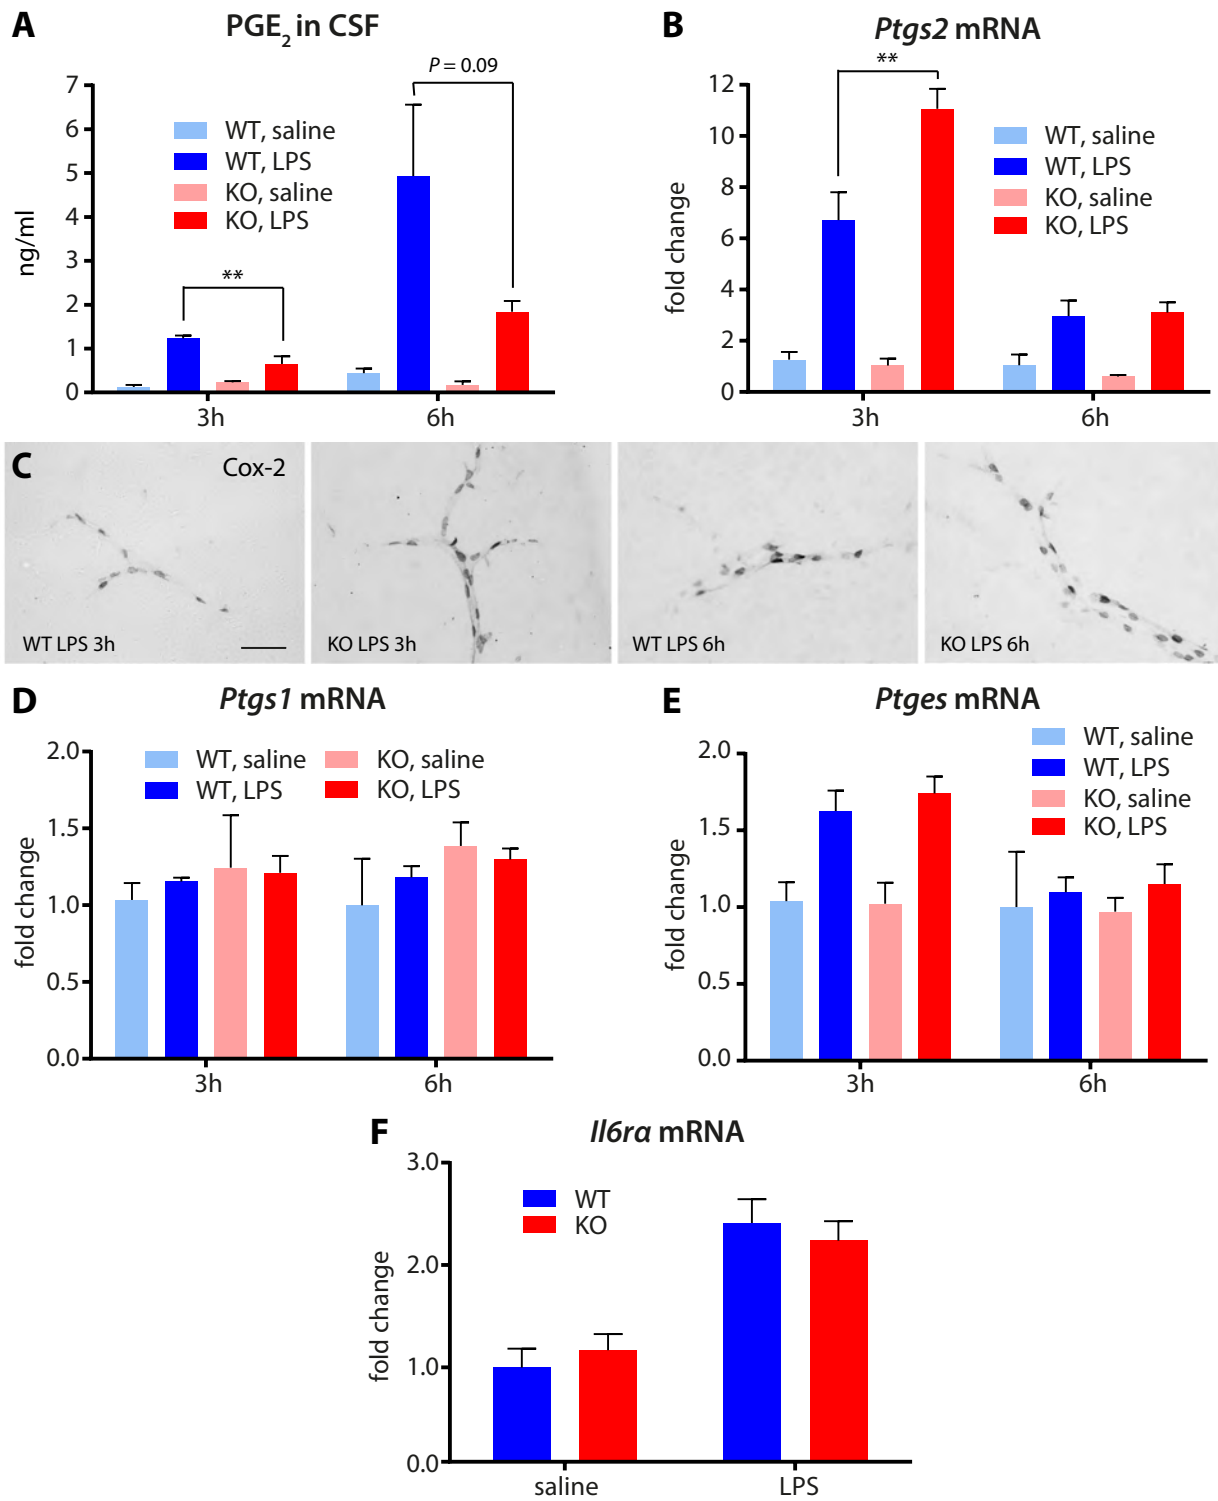 A
PGE2 in CSF
7
6
5
4
3
2
1
0
ng/ml
WT, saline
WT, LPS
KO, saline
KO, LPS
**
P = 0.09
3h
6h
B
Ptgs2 mRNA
12
10
8
6
4
2
0
fold change
**
WT, saline
WT, LPS
KO, saline
KO, LPS
3h
6h
C
Cox-2
WT LPS 3h
KO LPS 3h
WT LPS 6h
KO LPS 6h
D
Ptgs1 mRNA
2.0
1.5
1.0
0.5
0.0
fold change
WT, saline
WT, LPS
KO, saline
KO, LPS
3h
6h
E
Ptges mRNA
2.0
1.5
1.0
0.5
0.0
fold change
WT, saline
WT, LPS
KO, saline
KO, LPS
3h
6h
F
Il6ra mRNA
3.0
2.0
1.0
0.0
fold change
WT
KO
saline
LPS